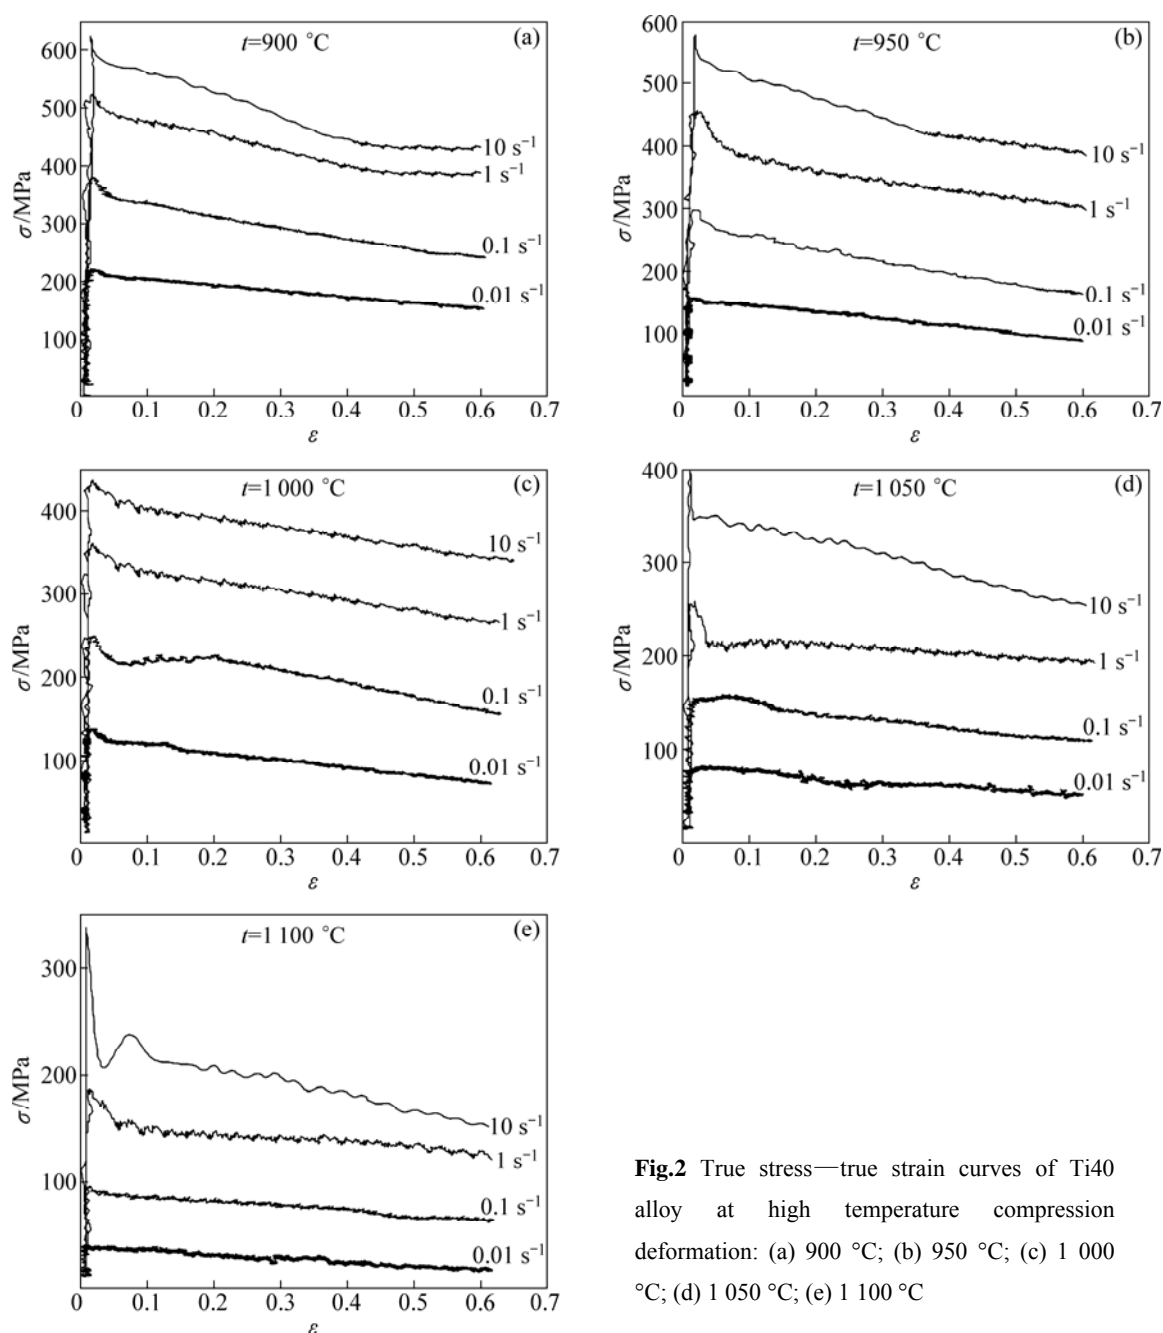 t=900 °C (a)
600
500
400
300
200
100
σ/MPa
10 s⁻¹
1 s⁻¹
0.1 s⁻¹
0.01 s⁻¹
0 0.1 0.2 0.3 0.4 0.5 0.6 0.7
ε
t=950 °C (b)
600
500
400
300
200
100
σ/MPa
10 s⁻¹
1 s⁻¹
0.1 s⁻¹
0.01 s⁻¹
0 0.1 0.2 0.3 0.4 0.5 0.6 0.7
ε
t=1 000 °C (c)
400
300
200
100
σ/MPa
10 s⁻¹
1 s⁻¹
0.1 s⁻¹
0.01 s⁻¹
0 0.1 0.2 0.3 0.4 0.5 0.6 0.7
ε
t=1 050 °C (d)
400
300
200
100
σ/MPa
10 s⁻¹
1 s⁻¹
0.1 s⁻¹
0.01 s⁻¹
0 0.1 0.2 0.3 0.4 0.5 0.6 0.7
ε
t=1 100 °C (e)
300
200
100
σ/MPa
10 s⁻¹
1 s⁻¹
0.1 s⁻¹
0.01 s⁻¹
0 0.1 0.2 0.3 0.4 0.5 0.6 0.7
ε
Fig.2 True stress—true strain curves of Ti40
alloy at high temperature compression
deformation: (a) 900 °C; (b) 950 °C; (c) 1 000
°C; (d) 1 050 °C; (e) 1 100 °C